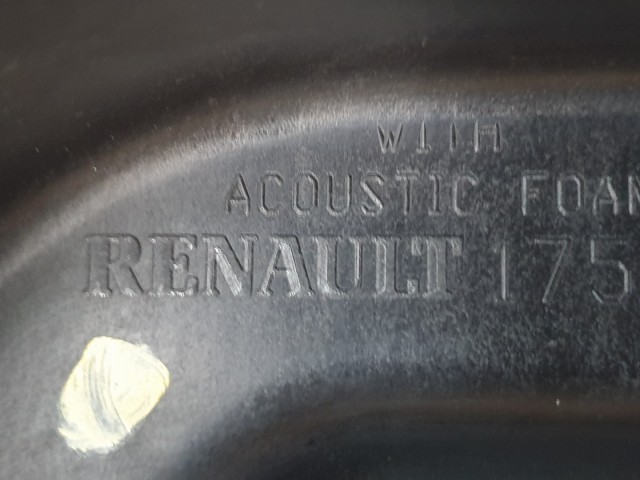 WITH
ACOUSTIC FOAM
RENAULT 175